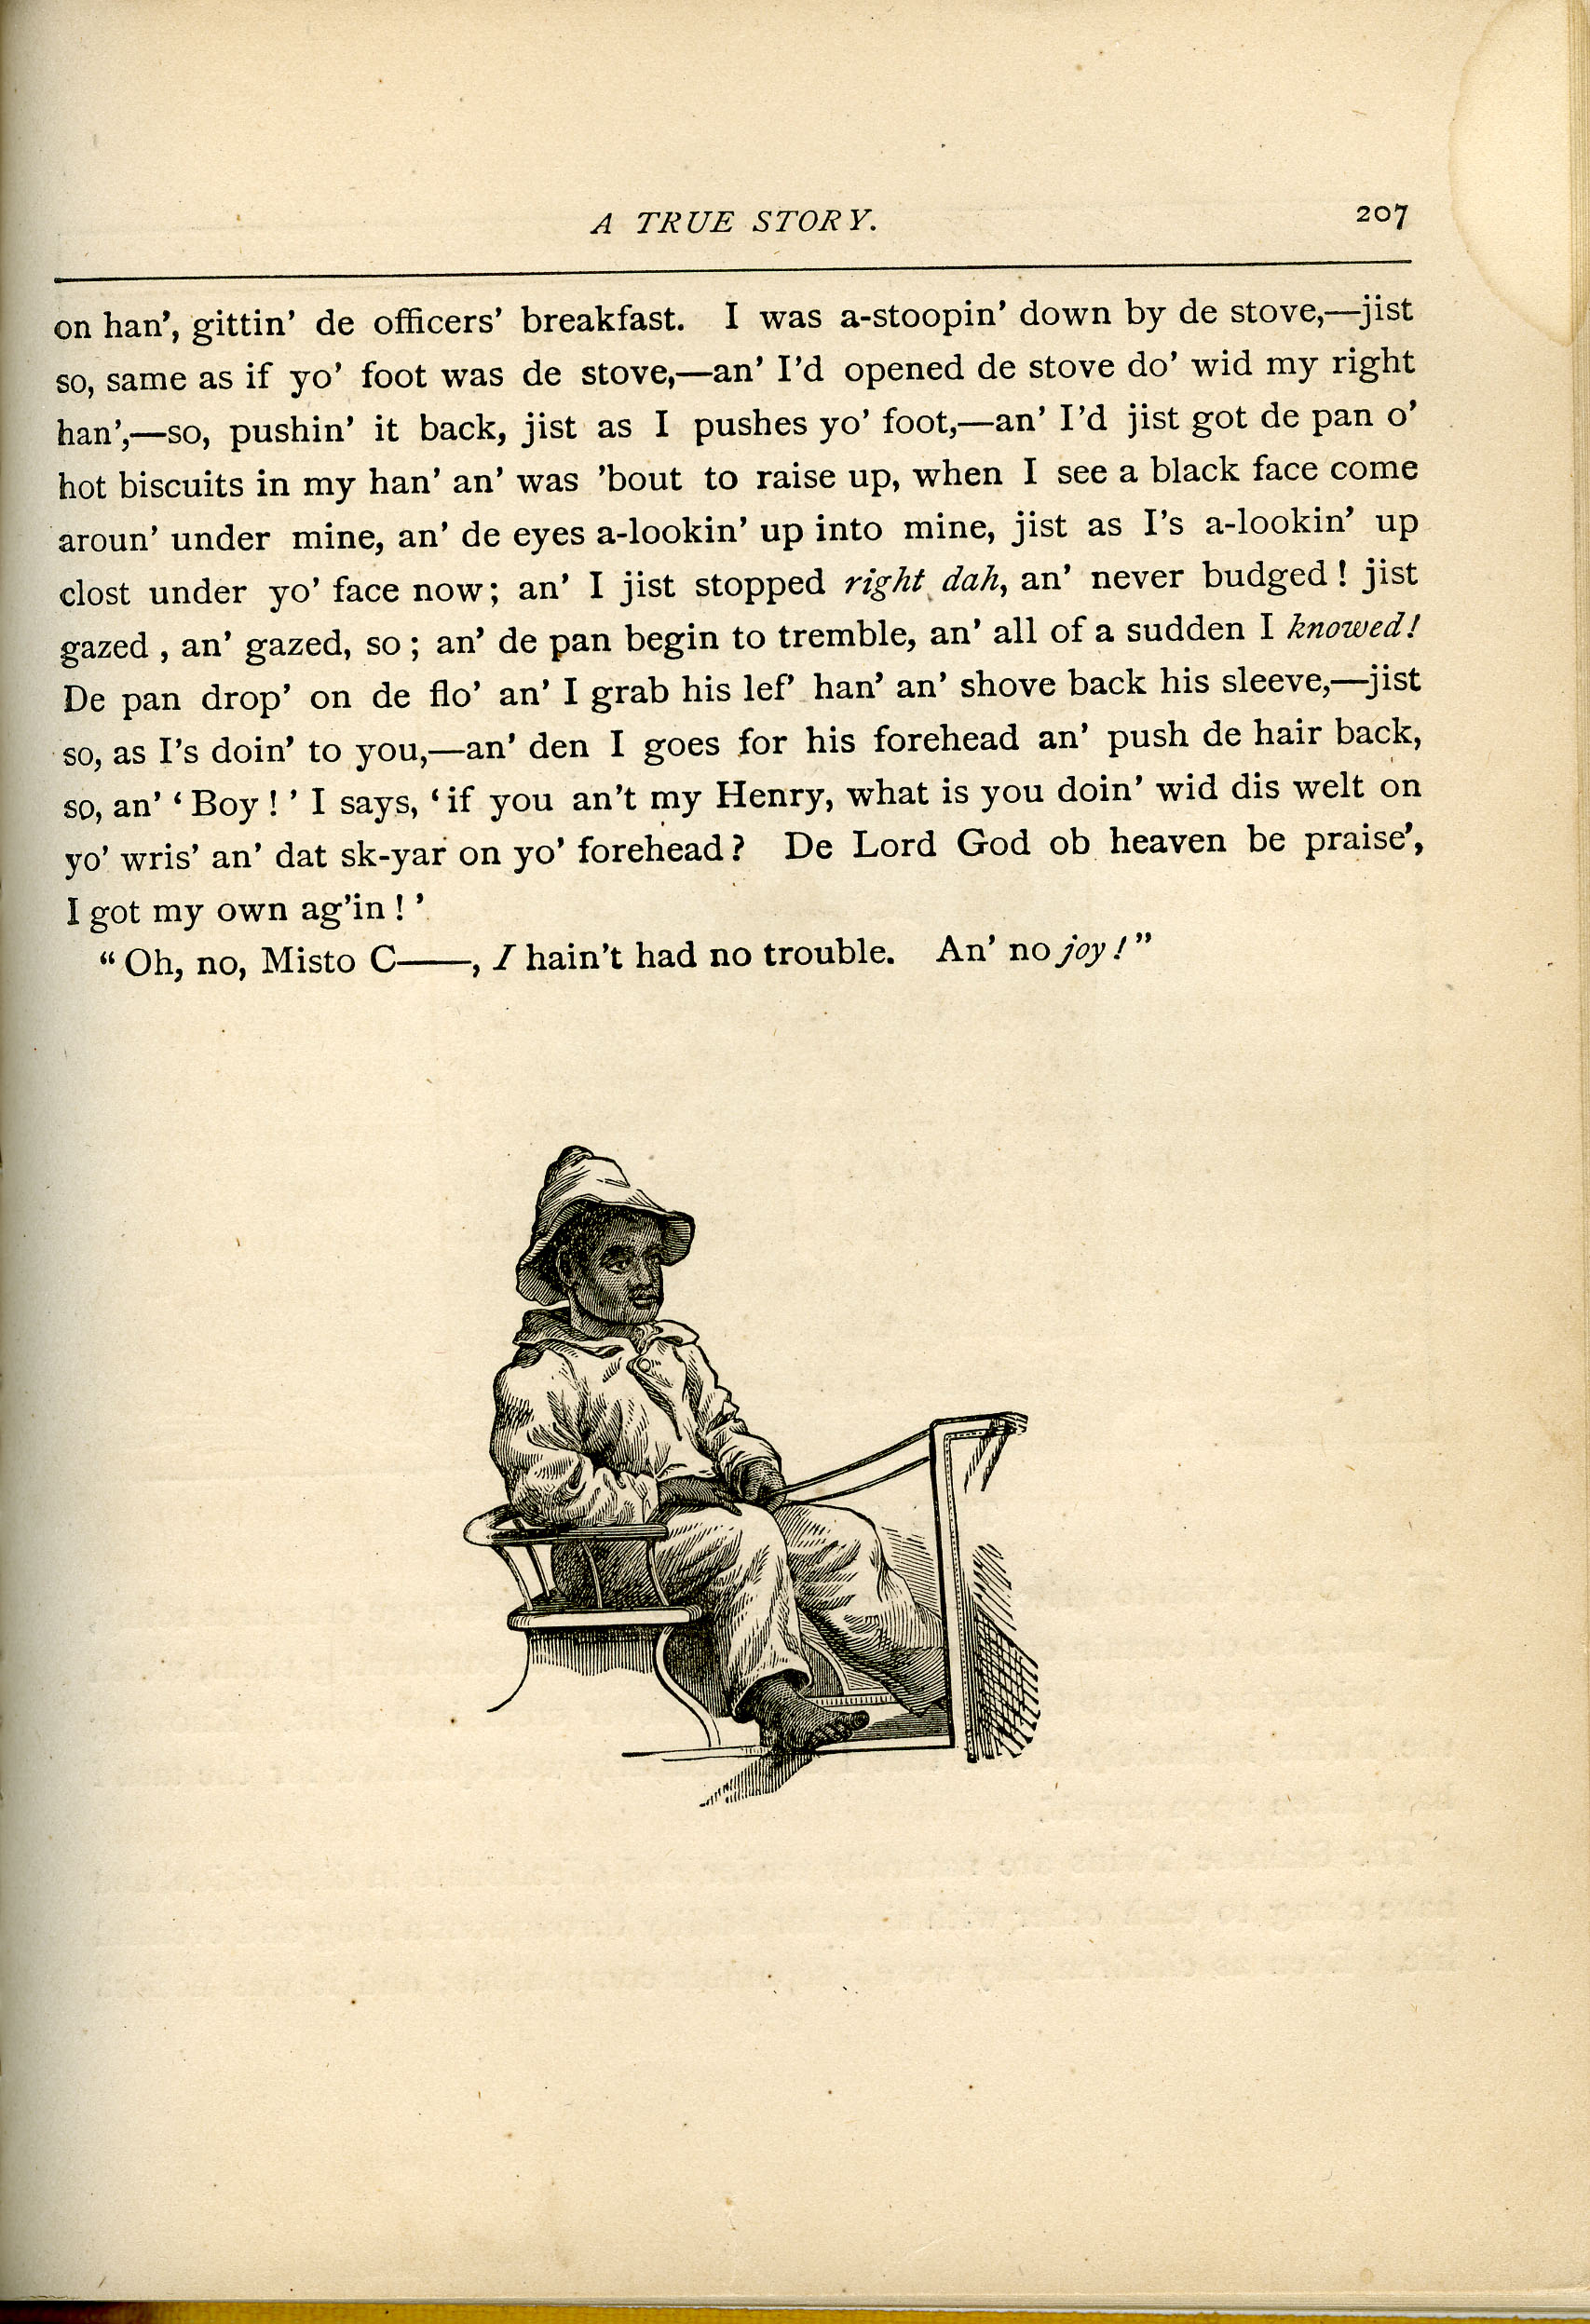 A TRUE STORY.
207
on han', gittin' de officers' breakfast. I was a-stoopin' down by de stove,—jist
so, same as if yo' foot was de stove,—an' I'd opened de stove do' wid my right
han',—so, pushin' it back, jist as I pushes yo' foot,—an' I'd jist got de pan o'
hot biscuits in my han' an' was 'bout to raise up, when I see a black face come
aroun' under mine, an' de eyes a-lookin' up into mine, jist as I's a-lookin' up
clost under yo' face now; an' I jist stopped right dah, an' never budged! jist
gazed , an' gazed, so; an' de pan begin to tremble, an' all of a sudden I knowed!
De pan drop' on de flo' an' I grab his lef' han' an' shove back his sleeve,—jist
so, as I's doin' to you,—an' den I goes for his forehead an' push de hair back,
so, an' ‘Boy!’ I says, ‘if you an't my Henry, what is you doin' wid dis welt on
yo' wris' an' dat sk-yar on yo' forehead? De Lord God ob heaven be praise',
I got my own ag'in!’
“Oh, no, Misto C——, I hain't had no trouble. An' no joy!”